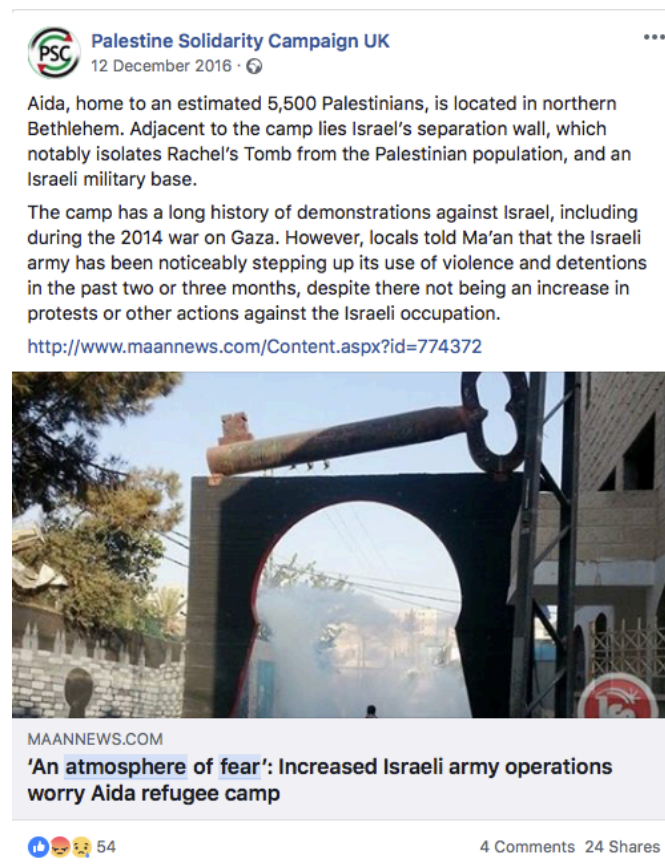 PSC
Palestine Solidarity Campaign UK
12 December 2016 ·
Aida, home to an estimated 5,500 Palestinians, is located in northern
Bethlehem. Adjacent to the camp lies Israel's separation wall, which
notably isolates Rachel's Tomb from the Palestinian population, and an
Israeli military base.
The camp has a long history of demonstrations against Israel, including
during the 2014 war on Gaza. However, locals told Ma'an that the Israeli
army has been noticeably stepping up its use of violence and detentions
in the past two or three months, despite there not being an increase in
protests or other actions against the Israeli occupation.
http://www.maannews.com/Content.aspx?id=774372
MAANNEWS.COM
'An atmosphere of fear': Increased Israeli army operations
worry Aida refugee camp
54
4 Comments 24 Shares